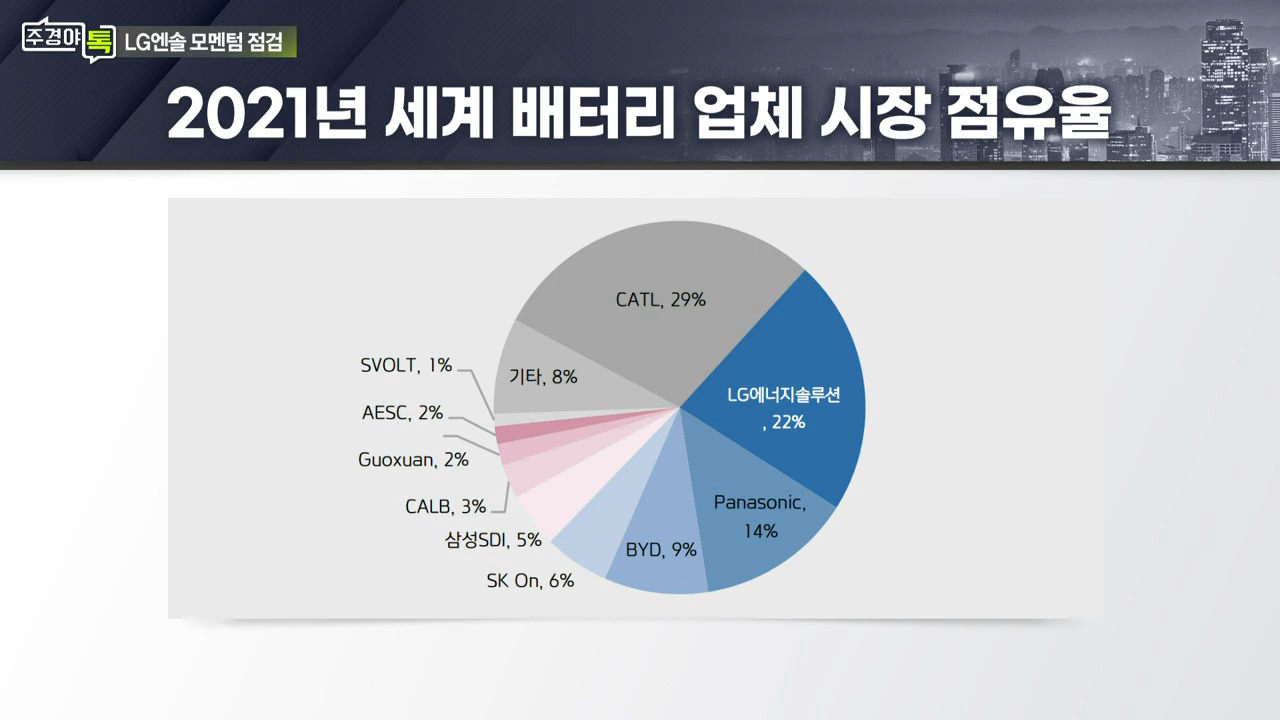 주경야톡 LG엔솔 모멘텀 점검
2021년 세계 배터리 업체 시장 점유율
CATL, 29%
SVOLT, 1%
기타, 8%
LG에너지솔루션
, 22%
AESC, 2%
Guoxuan, 2%
CALB, 3%
Panasonic,
14%
삼성SDI, 5%
BYD, 9%
SK On, 6%